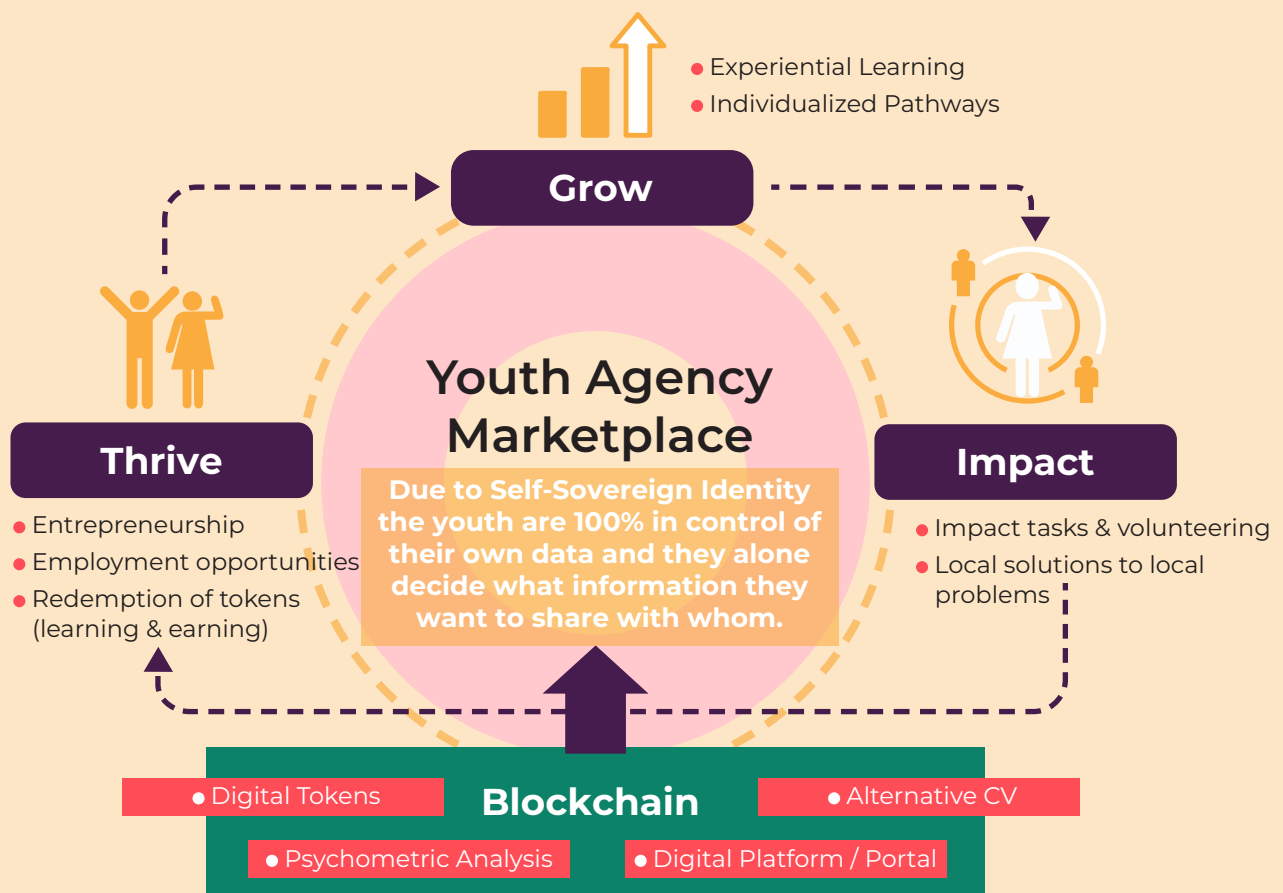 ● Experiential Learning
● Individualized Pathways
Grow
Youth Agency
Marketplace
Due to Self-Sovereign Identity
the youth are 100% in control of
their own data and they alone
decide what information they
want to share with whom.
Thrive
● Entrepreneurship
● Employment opportunities
● Redemption of tokens
(learning & earning)
Impact
● Impact tasks & volunteering
● Local solutions to local
problems
Blockchain
● Digital Tokens
● Alternative CV
● Psychometric Analysis
● Digital Platform / Portal